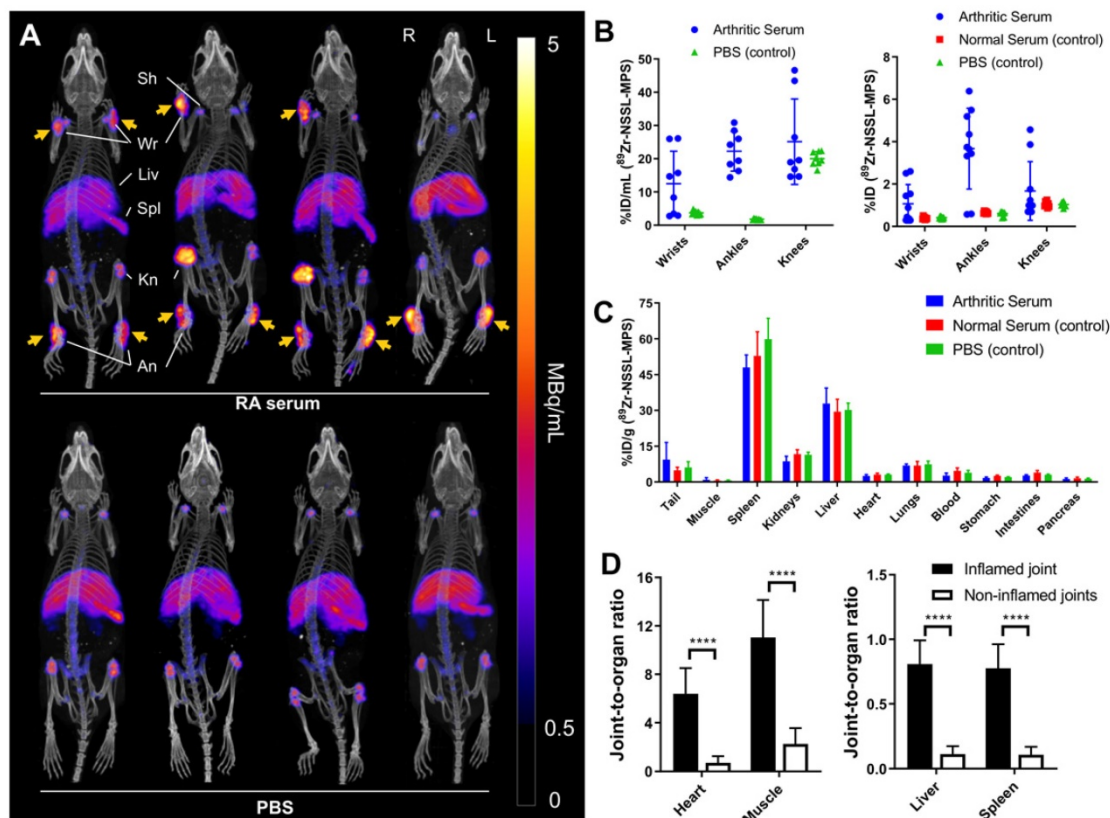 A
R L
5
Sh
Wr
Liv
Spl
Kn
An
RA serum
MBq/mL
0.5
0
PBS
B
Arthritic Serum
PBS (control)
%ID/mL (⁸⁹Zr-NSSL-MPS)
50
40
30
20
10
0
Wrists
Ankles
Knees
Arthritic Serum
Normal Serum (control)
PBS (control)
%ID (⁸⁹Zr-NSSL-MPS)
8
6
4
2
0
Wrists
Ankles
Knees
C
Arthritic Serum
Normal Serum (control)
PBS (control)
%ID/g (⁸⁹Zr-NSSL-MPS)
75
60
45
30
15
0
Tail
Muscle
Spleen
Kidneys
Liver
Heart
Lungs
Blood
Stomach
Intestines
Pancreas
D
Joint-to-organ ratio
16
12
8
4
0
****
****
Heart
Muscle
Inflamed joint
Non-inflamed joints
Joint-to-organ ratio
1.5
1.0
0.5
0.0
****
****
Liver
Spleen